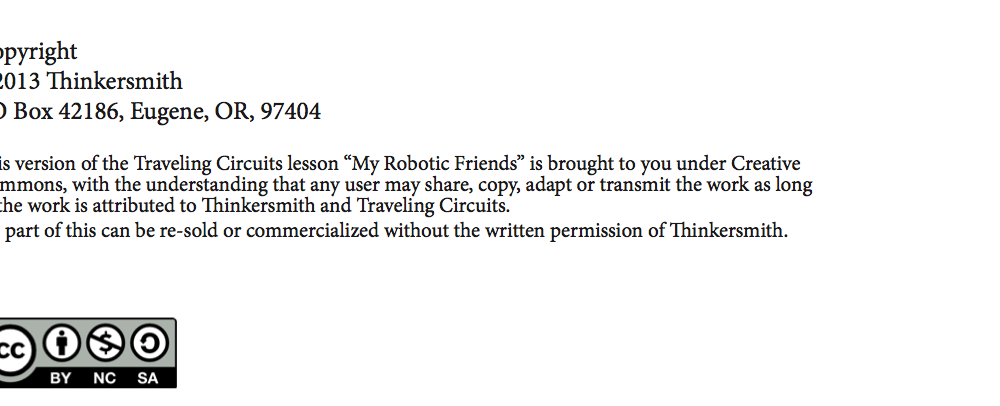 opyright
2013 Thinkersmith
O Box 42186, Eugene, OR, 97404
is version of the Traveling Circuits lesson “My Robotic Friends” is brought to you under Creative
mmons, with the understanding that any user may share, copy, adapt or transmit the work as long
the work is attributed to Thinkersmith and Traveling Circuits.
part of this can be re-sold or commercialized without the written permission of Thinkersmith.
cc
BY NC SA